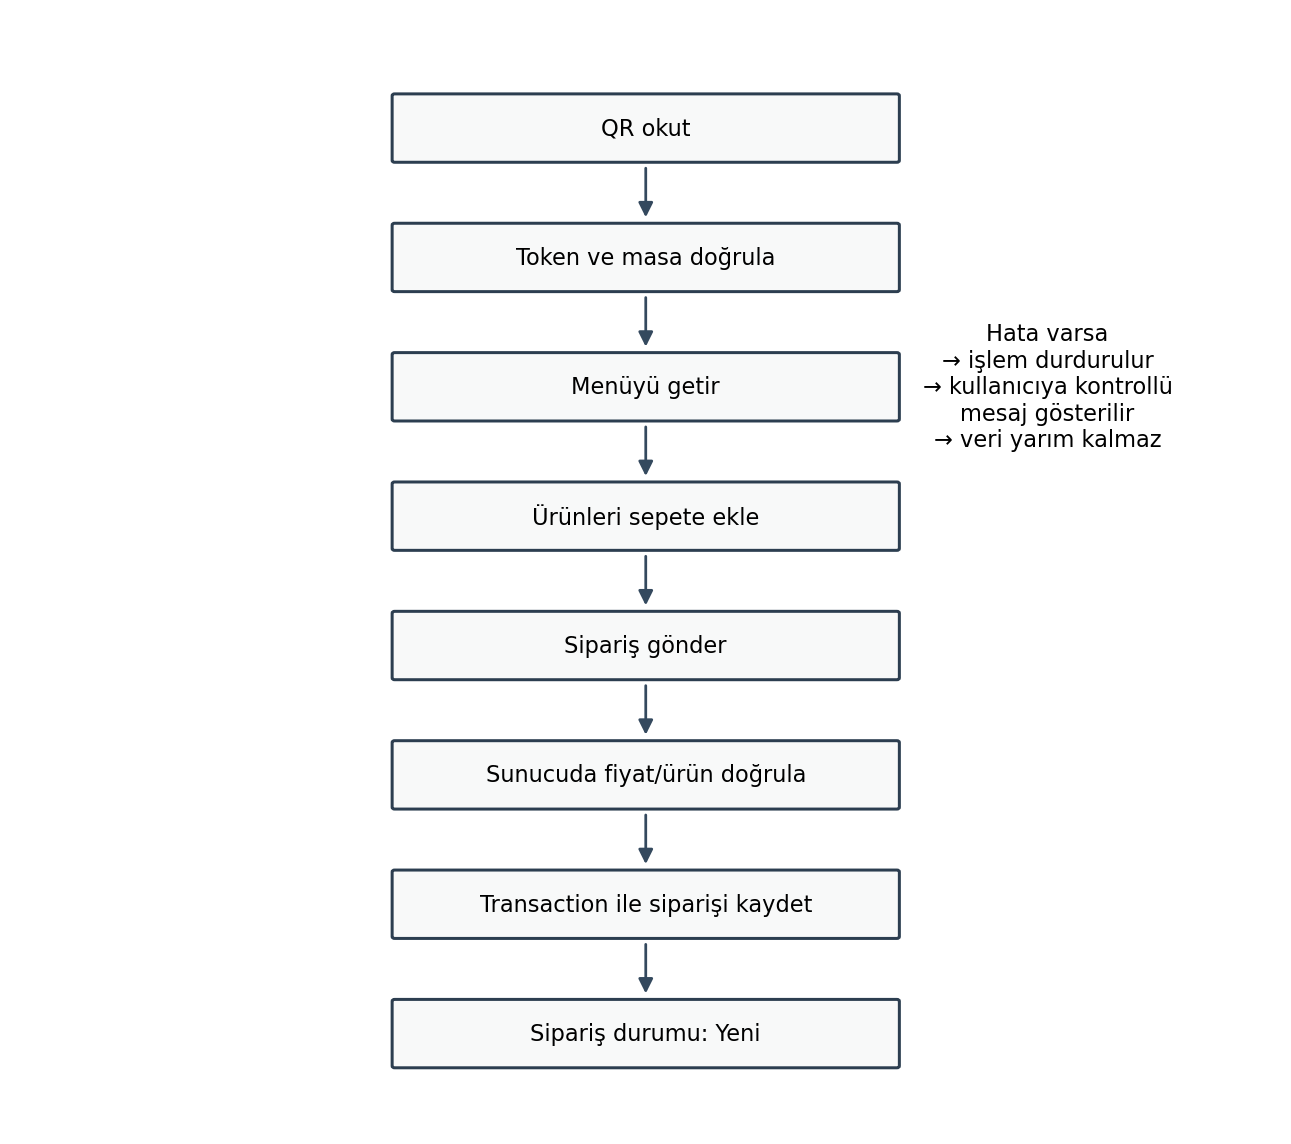 QR okut
Token ve masa doğrula
Menüyü getir
Hata varsa
→ işlem durdurulur
→ kullanıcıya kontrollü
mesaj gösterilir
→ veri yarım kalmaz
Ürünleri sepete ekle
Sipariş gönder
Sunucuda fiyat/ürün doğrula
Transaction ile siparişi kaydet
Sipariş durumu: Yeni